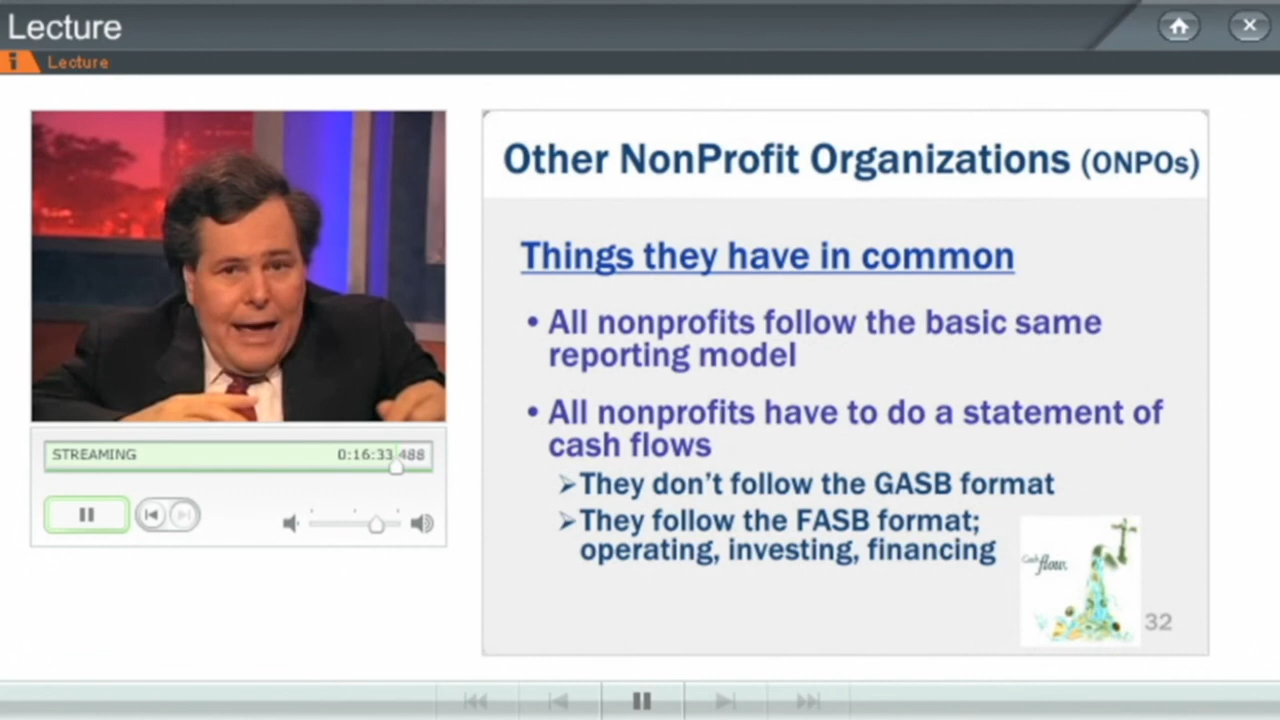 Lecture
i Lecture
Other NonProfit Organizations (ONPOs)
Things they have in common
• All nonprofits follow the basic same
reporting model
• All nonprofits have to do a statement of
cash flows
➢They don't follow the GASB format
➢They follow the FASB format;
operating, investing, financing
Cash
flow.
32
STREAMING 0:16:33.488